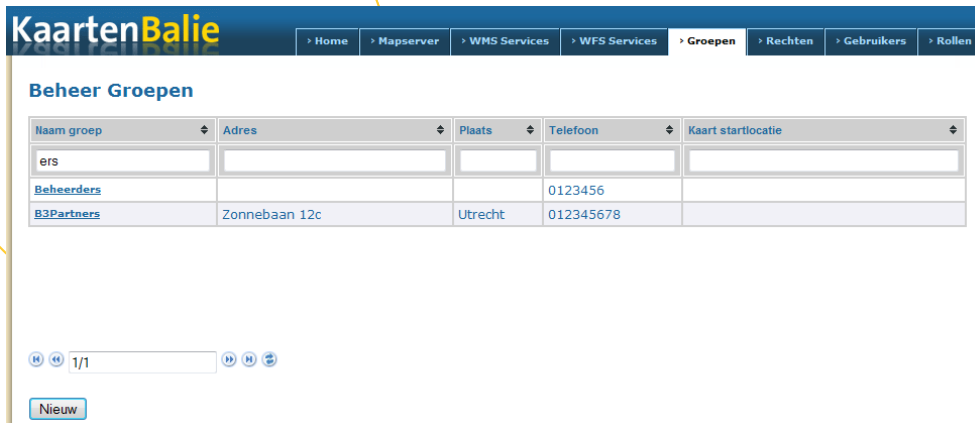 KaartenBalie
› Home › Mapserver › WMS Services › WFS Services › Groepen › Rechten › Gebruikers › Rollen
Beheer Groepen
Naam groep Adres Plaats Telefoon Kaart startlocatie
ers
Beheerders 0123456
B3Partners Zonnebaan 12c Utrecht 012345678
1/1
Nieuw